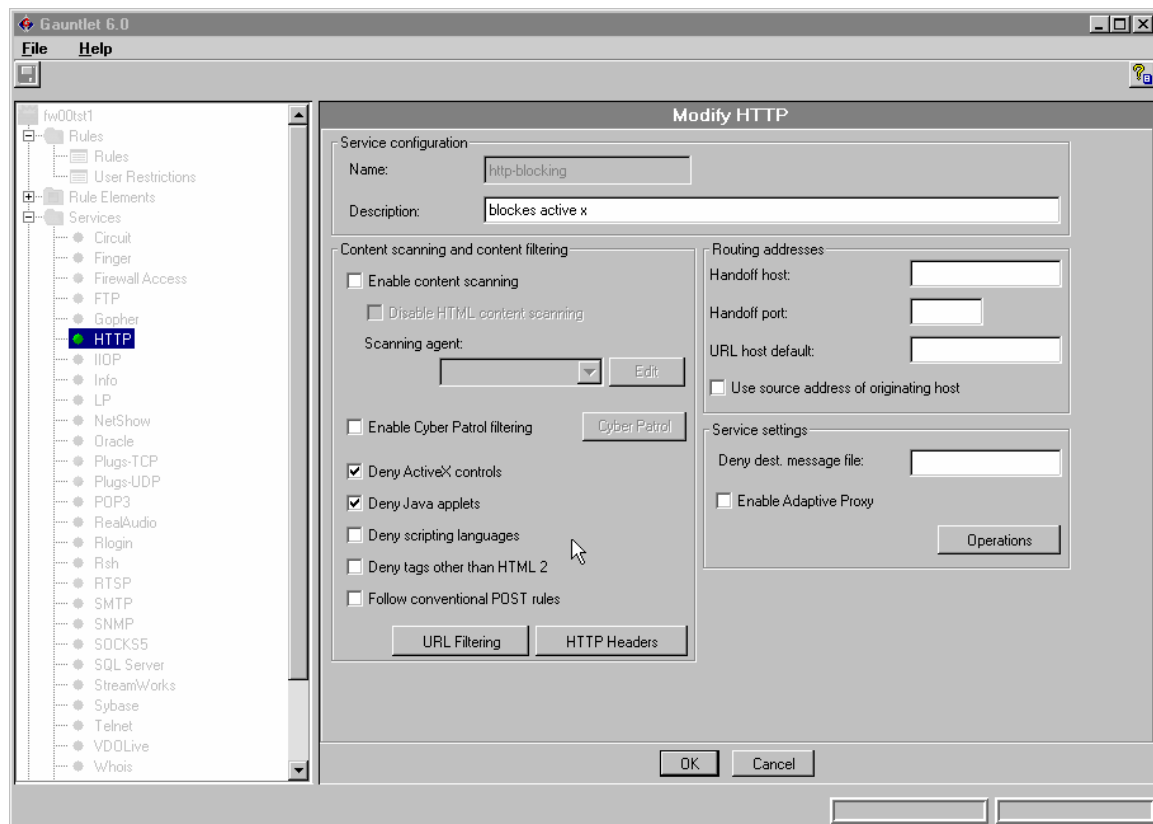 Gauntlet 6.0
File Help
fw00tst1
Rules
Rules
User Restrictions
Rule Elements
Services
Circuit
Finger
Firewall Access
FTP
Gopher
HTTP
IIOP
Info
LP
NetShow
Oracle
Plugs-TCP
Plugs-UDP
POP3
RealAudio
Rlogin
Rsh
RTSP
SMTP
SNMP
SOCKS5
SQL Server
StreamWorks
Sybase
Telnet
VDOLive
Whois
Modify HTTP
Service configuration
Name: http-blocking
Description: blockes active x
Content scanning and content filtering
Enable content scanning
Disable HTML content scanning
Scanning agent:
Edit
Enable Cyber Patrol filtering Cyber Patrol
Deny ActiveX controls
Deny Java applets
Deny scripting languages
Deny tags other than HTML 2
Follow conventional POST rules
URL Filtering HTTP Headers
Routing addresses
Handoff host:
Handoff port:
URL host default:
Use source address of originating host
Service settings
Deny dest. message file:
Enable Adaptive Proxy
Operations
OK Cancel